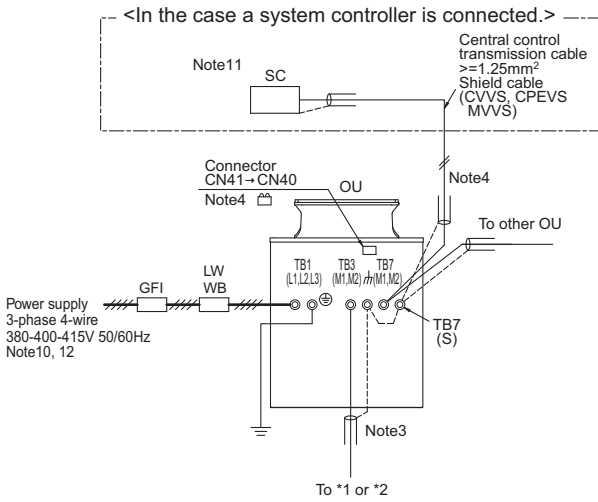 <In the case a system controller is connected.>
Note11
SC
Central control
transmission cable
>=1.25mm²
Shield cable
(CVVS, CPEVS
MVVS)
Connector
CN41→CN40
Note4
OU
Note4
To other OU
TB1
(L1,L2,L3)
TB3
(M1,M2)
TB7
(M1,M2)
TB7
(S)
GFI
LW
WB
Power supply
3-phase 4-wire
380-400-415V 50/60Hz
Note10, 12
Note3
To *1 or *2